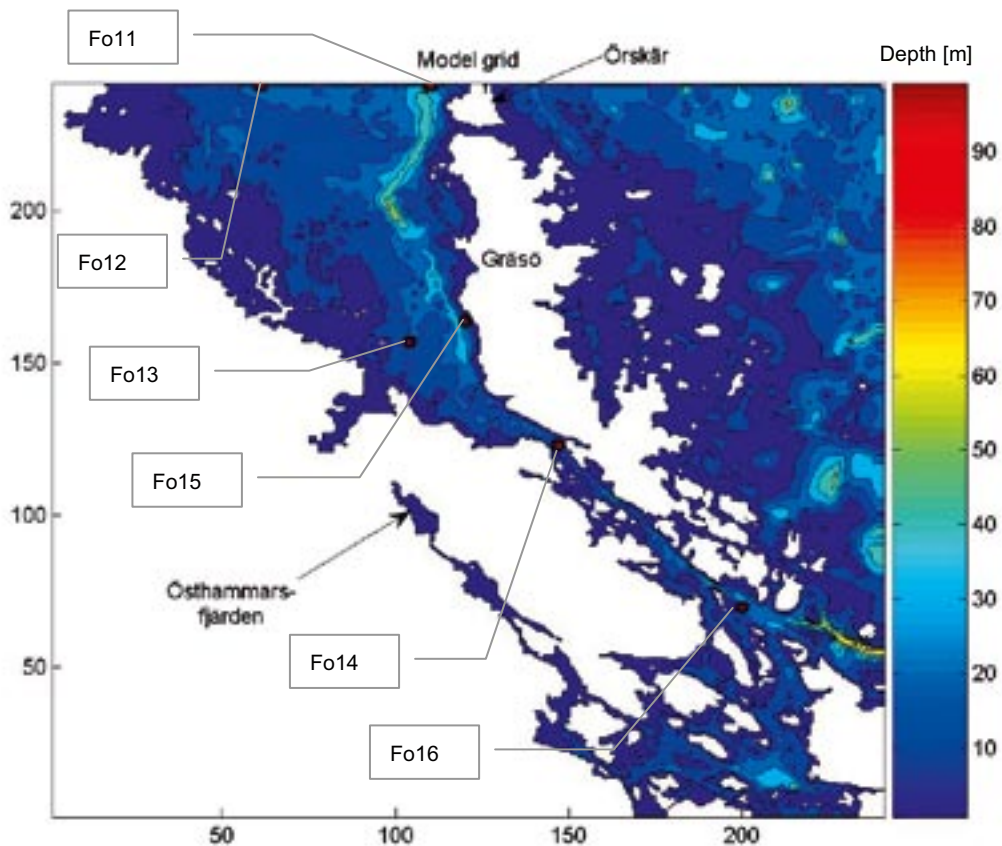 Fo11
Model grid
Örskär
Depth [m]
90
80
70
60
50
40
30
20
10
200
150
100
50
50
100
150
200
Fo12
Gräsö
Fo13
Fo15
Östhammars-
fjärden
Fo14
Fo16